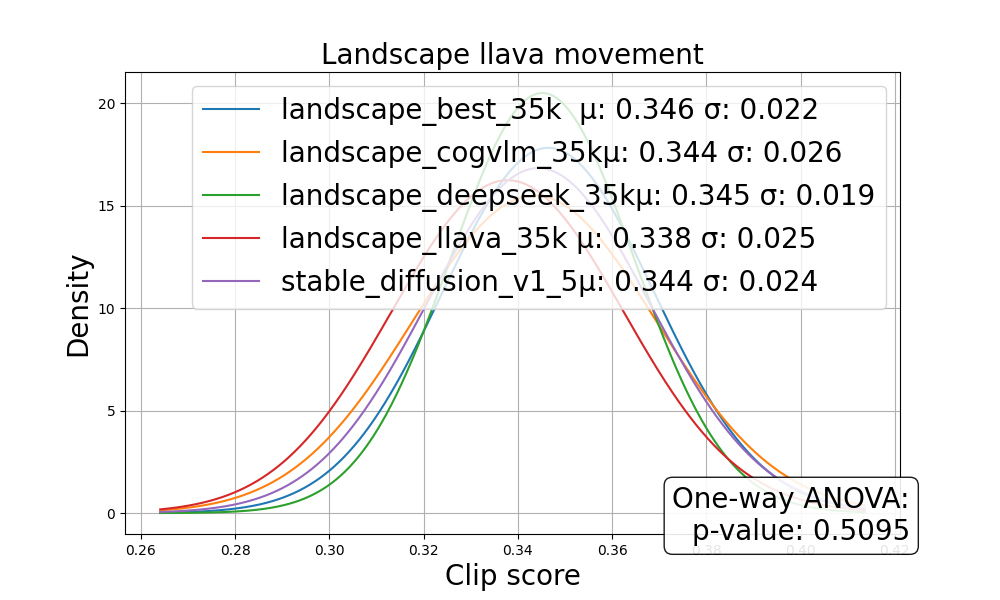 Landscape llava movement
landscape_best_35k  μ: 0.346 σ: 0.022
landscape_cogvlm_35kμ: 0.344 σ: 0.026
landscape_deepseek_35kμ: 0.345 σ: 0.019
landscape_llava_35k μ: 0.338 σ: 0.025
stable_diffusion_v1_5μ: 0.344 σ: 0.024
Density
20
15
10
5
0
One-way ANOVA:
p-value: 0.5095
0.26 0.28 0.30 0.32 0.34 0.36 0.38 0.40 0.42
Clip score